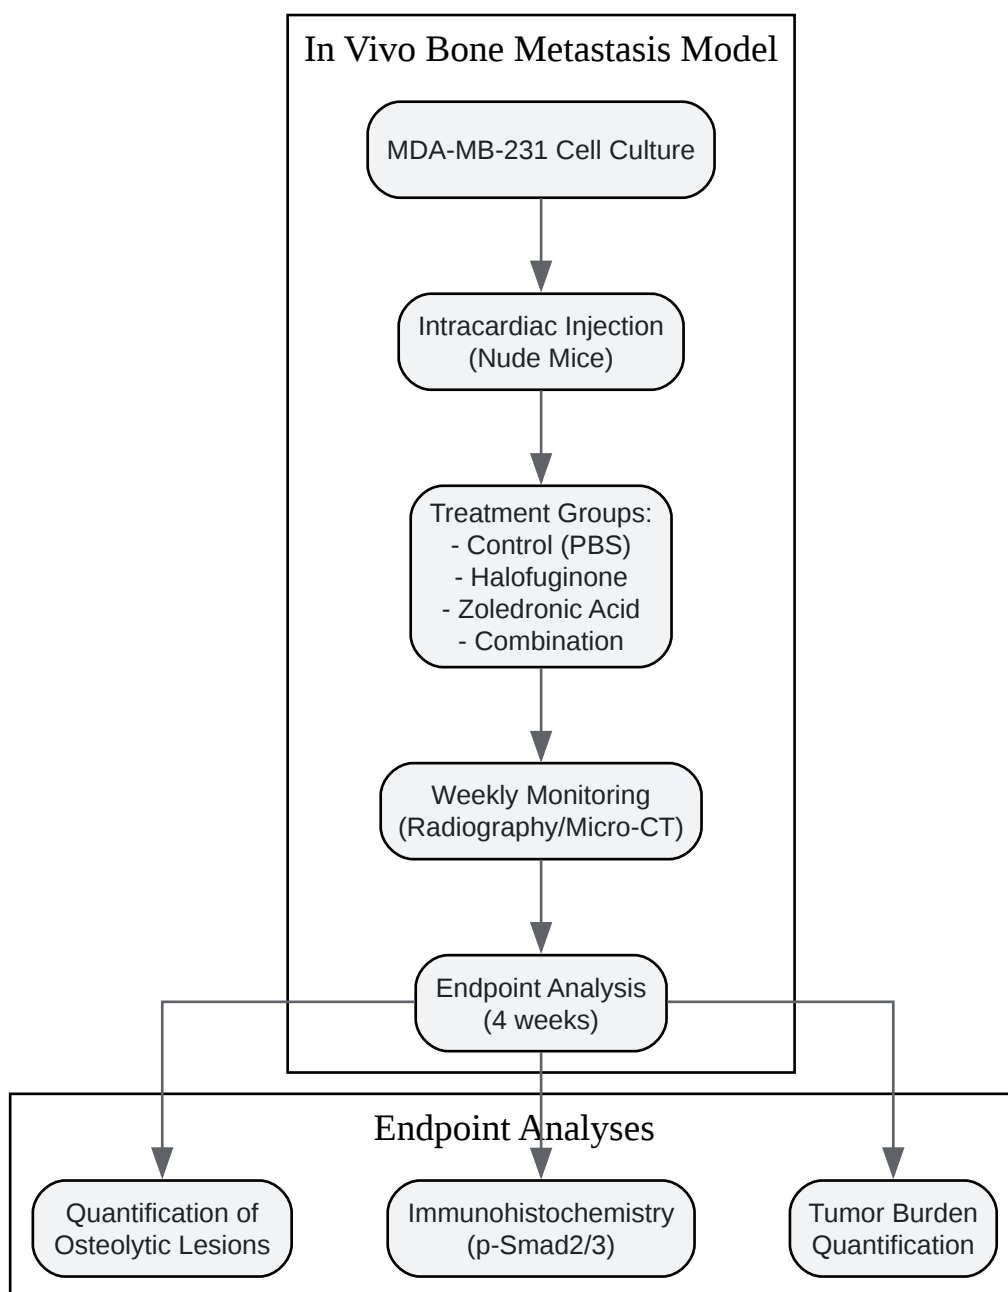 In Vivo Bone Metastasis Model
MDA-MB-231 Cell Culture
Intracardiac Injection
(Nude Mice)
Treatment Groups:
- Control (PBS)
- Halofuginone
- Zoledronic Acid
- Combination
Weekly Monitoring
(Radiography/Micro-CT)
Endpoint Analysis
(4 weeks)
Endpoint Analyses
Quantification of
Osteolytic Lesions
Immunohistochemistry
(p-Smad2/3)
Tumor Burden
Quantification